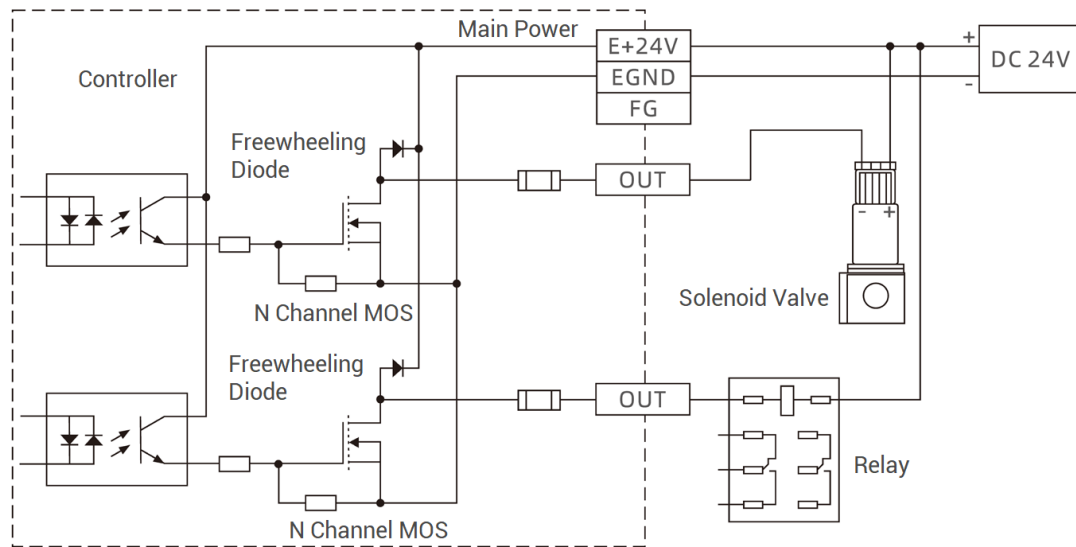 Main Power
E+24V
+
DC 24V
Controller
EGND
-
FG
Freewheeling
Diode
OUT
- +
Solenoid Valve
N Channel MOS
Freewheeling
Diode
OUT
Relay
N Channel MOS